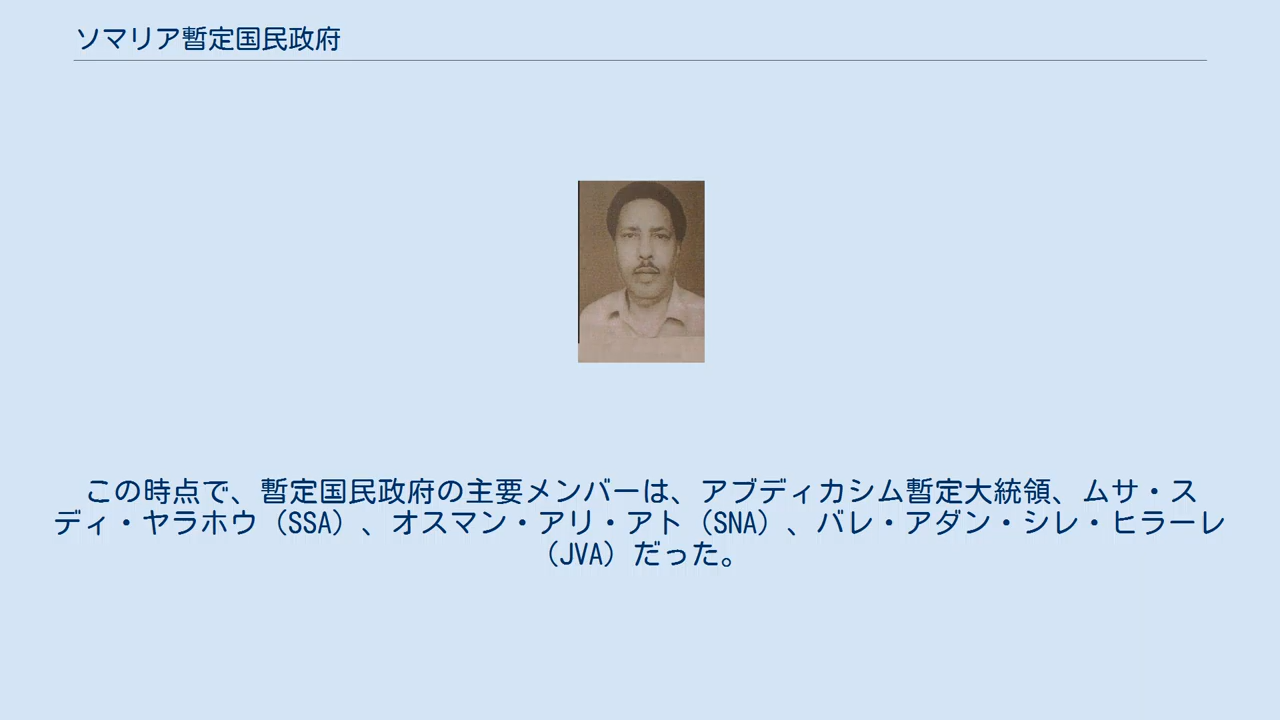 ソマリア暫定国民政府
この時点で、暫定国民政府の主要メンバーは、アブディカシム暫定大統領、ムサ・ス
ディ・ヤラホウ（SSA）、オスマン・アリ・アト（SNA）、バレ・アダン・シレ・ヒラーレ
（JVA）だった。